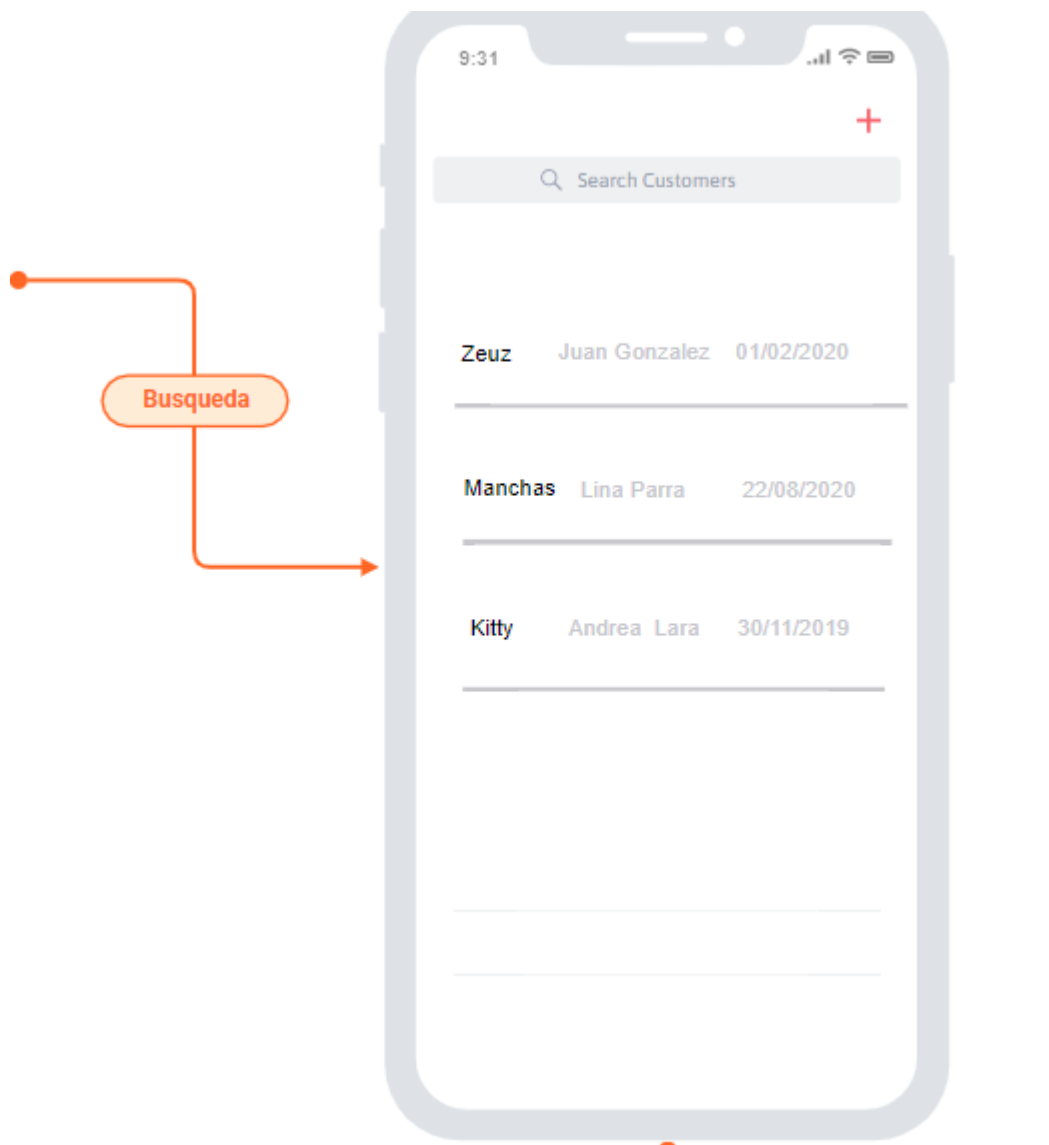 9:31
Search Customers
Zeuz Juan Gonzalez 01/02/2020
Busqueda
Manchas Lina Parra 22/08/2020
Kitty Andrea Lara 30/11/2019